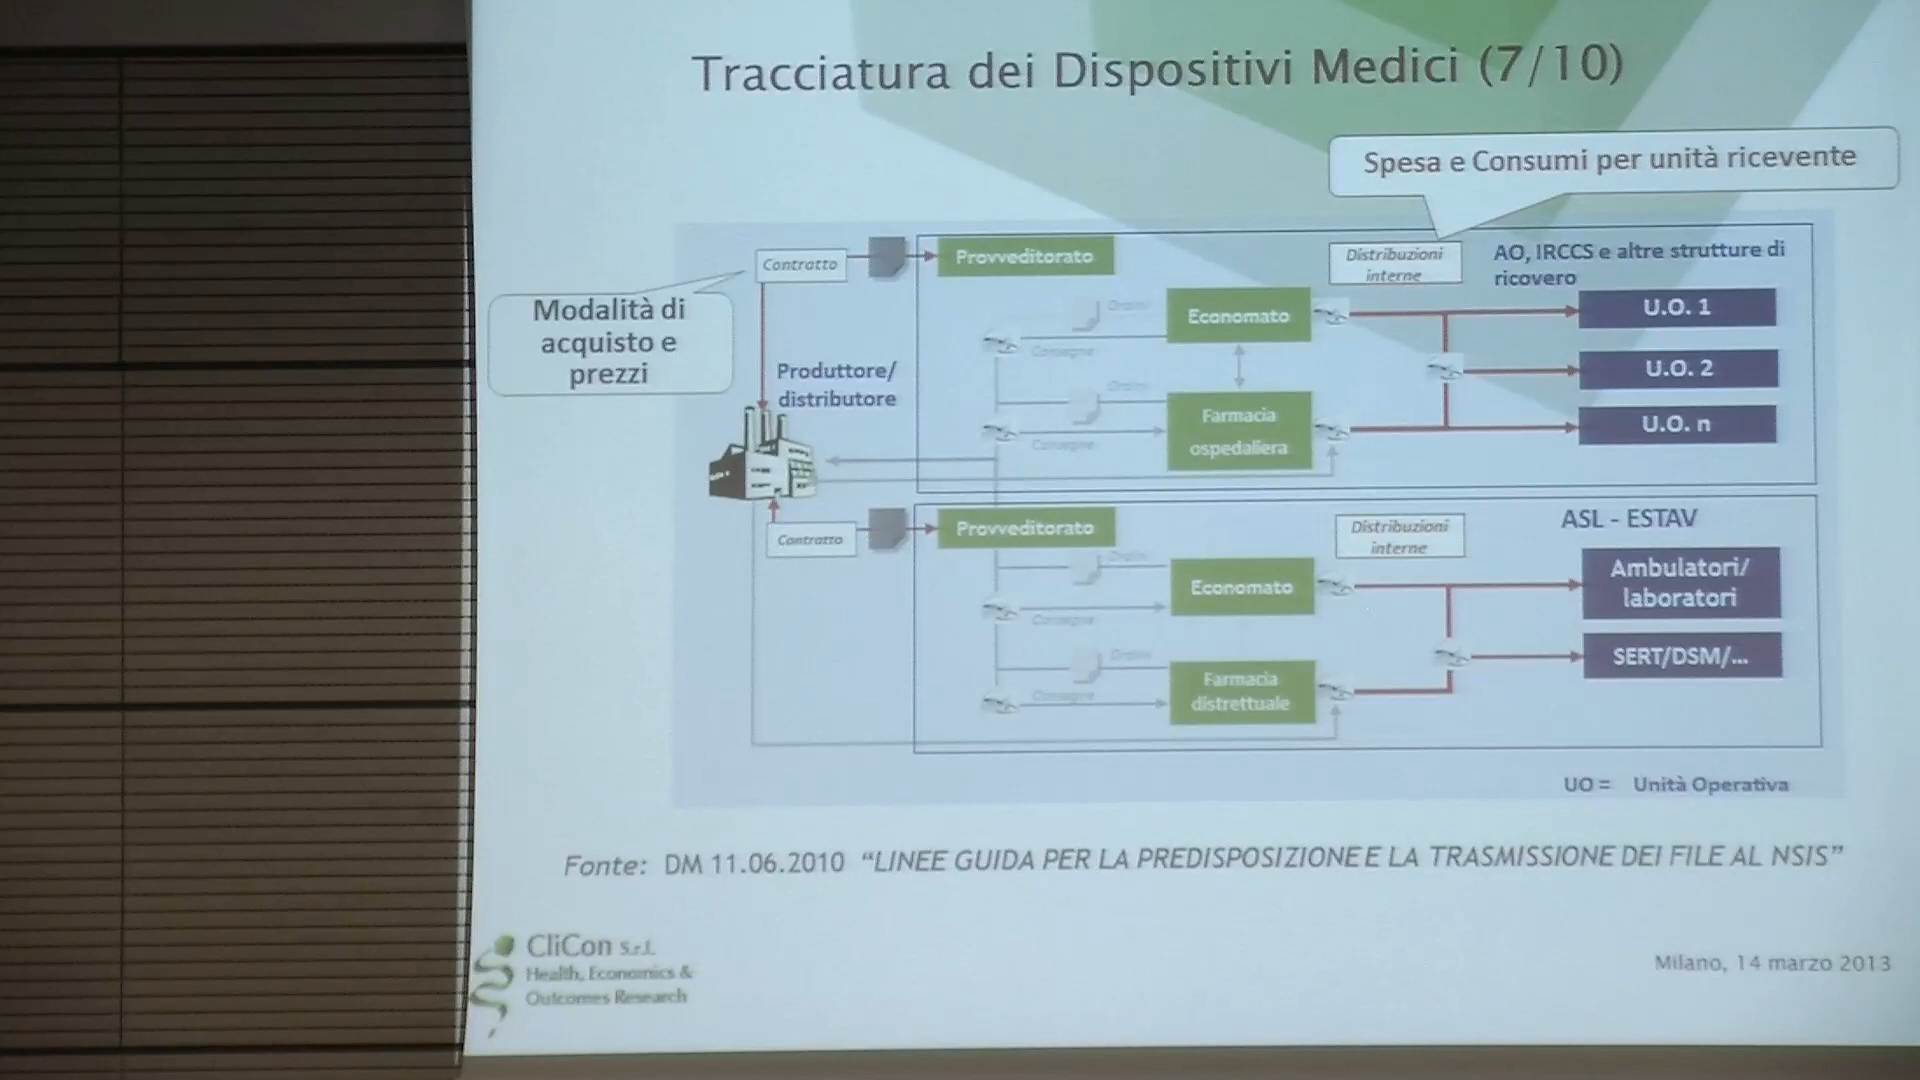 Tracciatura dei Dispositivi Medici (7/10)
Spesa e Consumi per unità ricevente
Contratto
Provveditorato
Distribuzioni
interne
AO, IRCCS e altre strutture di
ricovero
Modalità di
acquisto e
prezzi
Produttore/
distributore
Ordini
Consegne
Economato
U.O. 1
U.O. 2
Ordini
Consegne
Farmacia
ospedaliera
U.O. n
Contratto
Provveditorato
Distribuzioni
interne
ASL - ESTAV
Ordini
Consegne
Economato
Ambulatori/
laboratori
Ordini
Consegne
Farmacia
distrettuale
SERT/DSM/...
UO = Unità Operativa
Fonte: DM 11.06.2010 “LINEE GUIDA PER LA PREDISPOSIZIONE E LA TRASMISSIONE DEI FILE AL NSIS”
CliCon S.r.l.
Health, Economics &
Outcomes Research
Milano, 14 marzo 2013